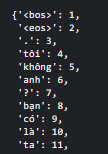 {'<bos>': 1,
'<eos>': 2,
'.': 3,
'tôi': 4,
'không': 5,
'anh': 6,
'?': 7,
'bạn': 8,
'có': 9,
'là': 10,
'ta': 11,